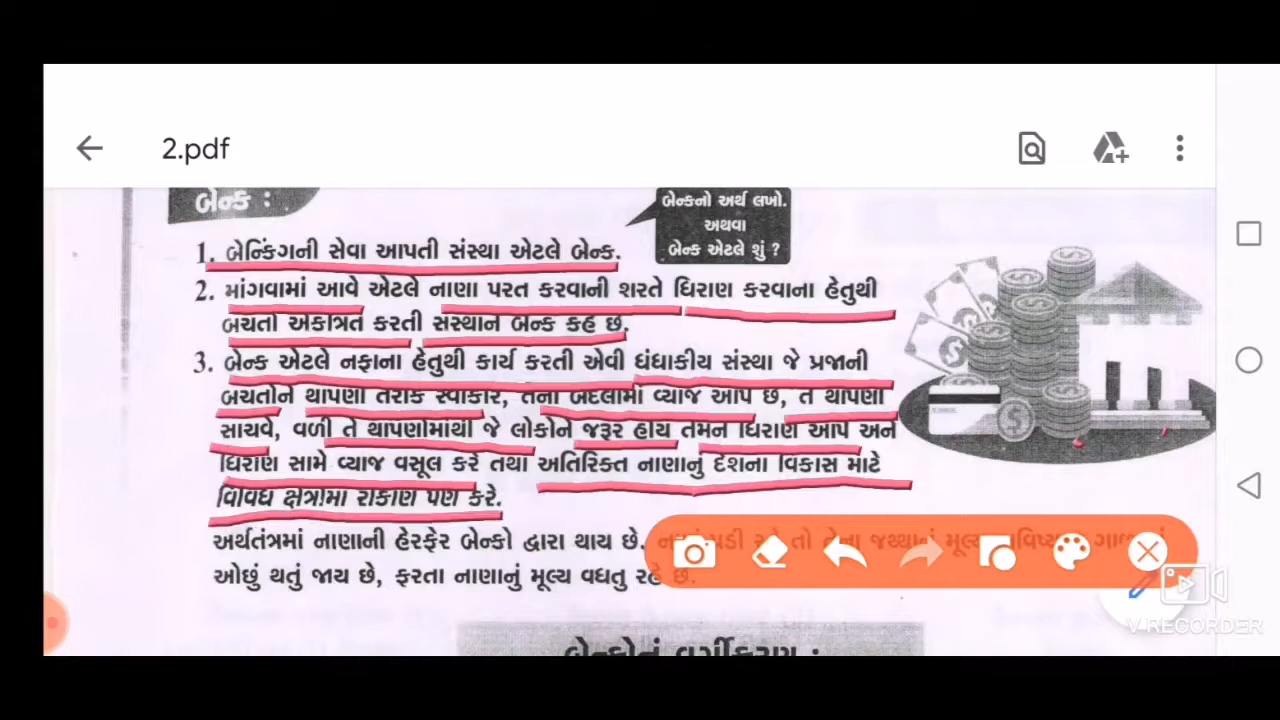 2.pdf
બેન્ક :
બેન્કનો અર્થ લખો.
અથવા
બેન્ક એટલે શું ?
1. બેન્કિંગની સેવા આપતી સંસ્થા એટલે બેન્ક.
2. માંગવામાં આવે એટલે નાણા પરત કરવાની શરતે ધિરાણ કરવાના હેતુથી
બચતો એકત્રિત કરતી સંસ્થાને બેન્ક કહે છે.
3. બેન્ક એટલે નફાના હેતુથી કાર્ય કરતી એવી ધંધાકીય સંસ્થા જે પ્રજાની
બચતોને થાપણો તરીકે સ્વીકારે, તેના બદલામાં વ્યાજ આપે છે, તે થાપણો
સાચવે, વળી તે થાપણોમાંથી જે લોકોને જરૂર હોય તેમને ધિરાણ આપે અને
ધિરાણ સામે વ્યાજ વસૂલ કરે તથા અતિરિક્ત નાણાનું દેશના વિકાસ માટે
વિવિધ ક્ષેત્રોમાં રોકાણ પણ કરે.
અર્થતંત્રમાં નાણાની હેરફેર બેન્કો દ્વારા થાય છે. તો તેના જથ્થાનું મૂલ્ય
ઓછું થતું જાય છે, ફરતા નાણાનું મૂલ્ય વધતુ રહે છે.
બેન્કોનું વર્ગીકરણ :
V RECORDER